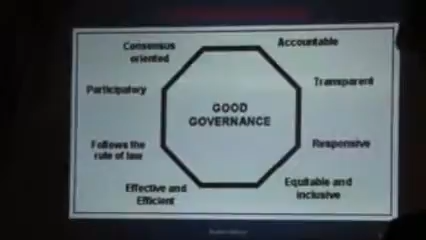 Consensus
oriented
Accountable
Participatory
Transparent
GOOD
GOVERNANCE
Follows the
rule of law
Responsive
Effective and
Efficient
Equitable and
inclusive